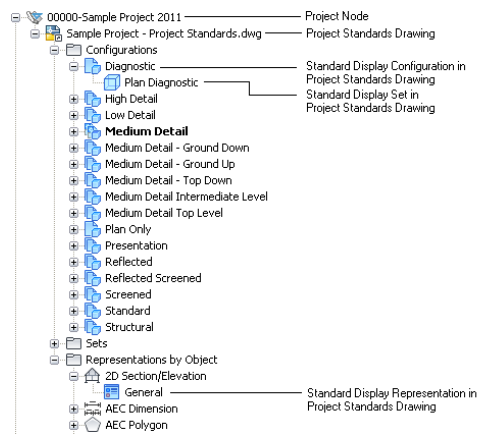 00000-Sample Project 2011
Project Node
Sample Project - Project Standards.dwg
Project Standards Drawing
Configurations
Diagnostic
Standard Display Configuration in
Project Standards Drawing
Plan Diagnostic
Standard Display Set in
Project Standards Drawing
High Detail
Low Detail
Medium Detail
Medium Detail - Ground Down
Medium Detail - Ground Up
Medium Detail - Top Down
Medium Detail Intermediate Level
Medium Detail Top Level
Plan Only
Presentation
Reflected
Reflected Screened
Screened
Standard
Structural
Sets
Representations by Object
2D Section/Elevation
General
Standard Display Representation in
Project Standards Drawing
AEC Dimension
AEC Polygon